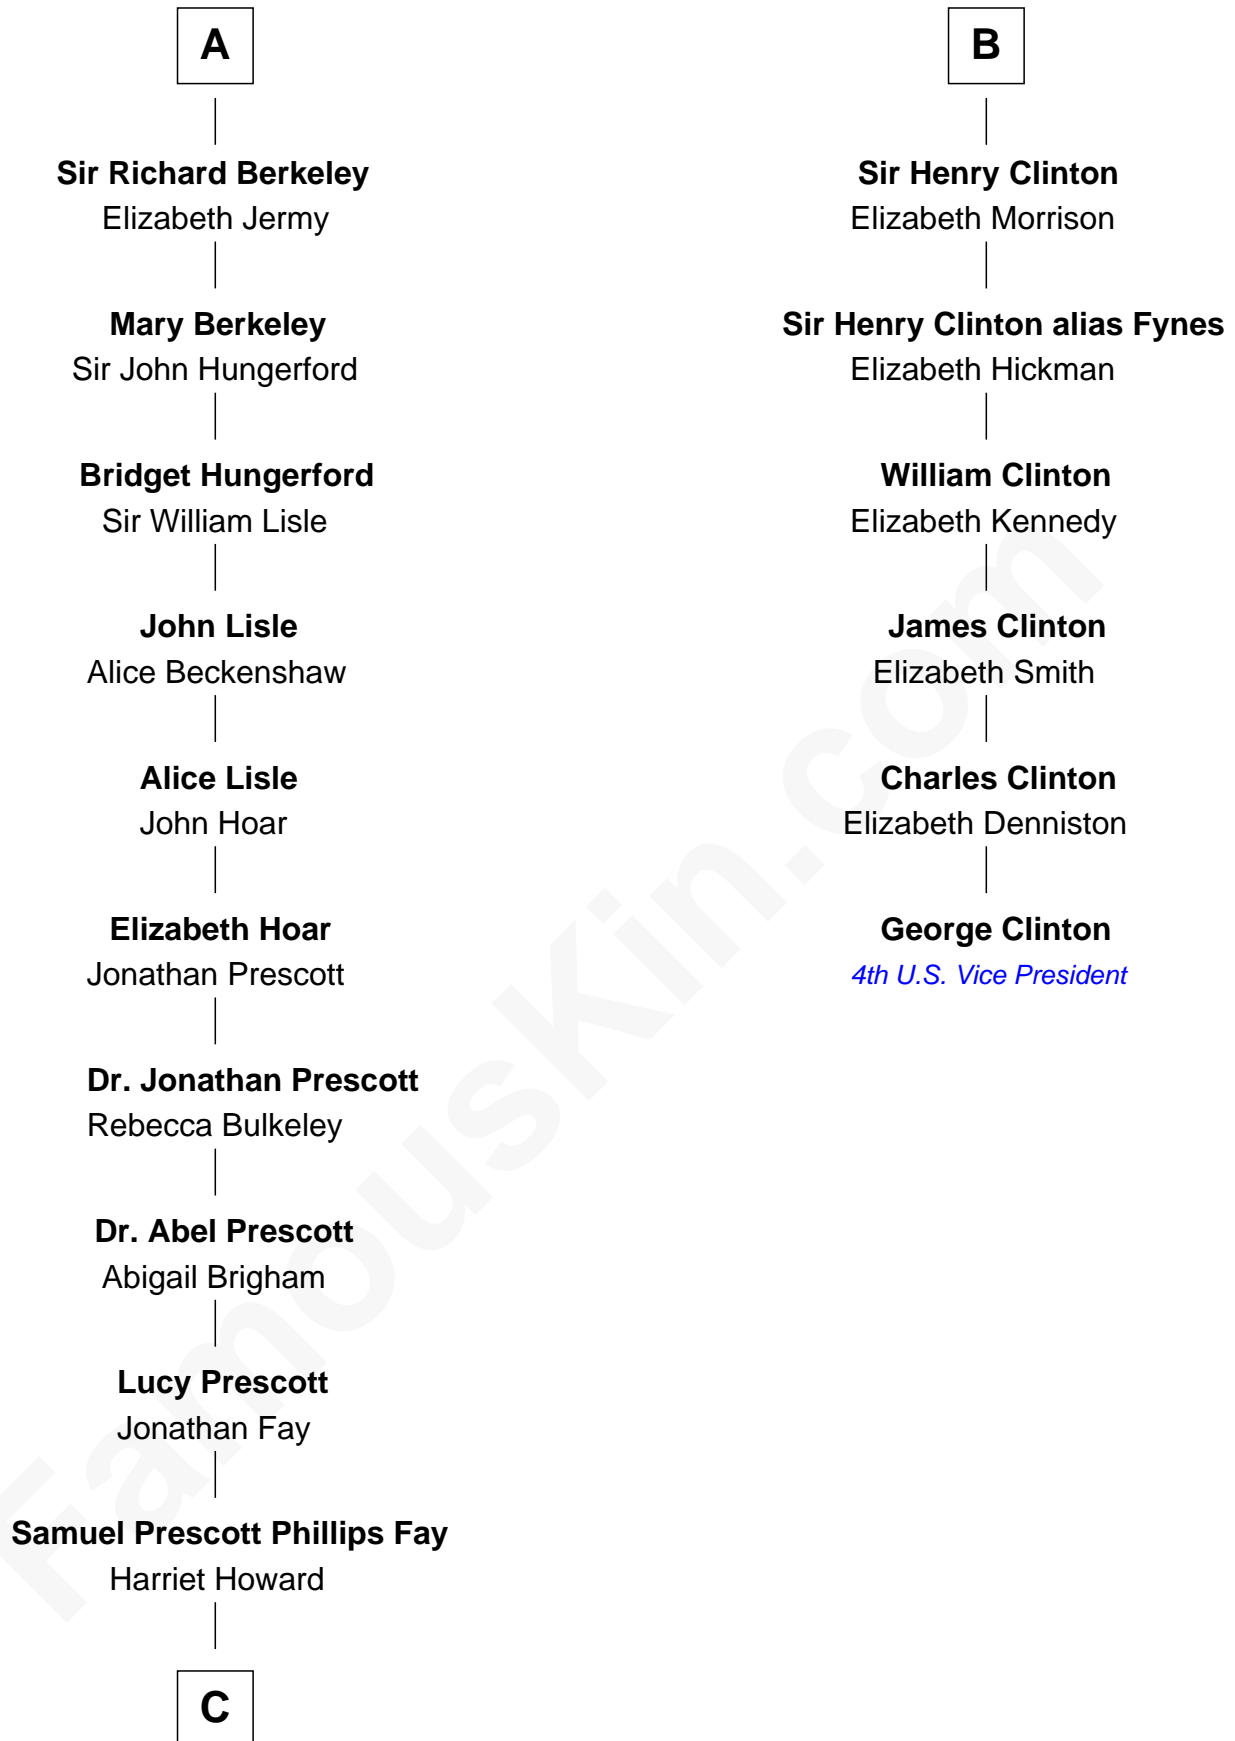 A
Sir Richard Berkeley
Elizabeth Jermy
Mary Berkeley
Sir John Hungerford
Bridget Hungerford
Sir William Lisle
John Lisle
Alice Beckenshaw
Alice Lisle
John Hoar
Elizabeth Hoar
Jonathan Prescott
Dr. Jonathan Prescott
Rebecca Bulkeley
Dr. Abel Prescott
Abigail Brigham
Lucy Prescott
Jonathan Fay
Samuel Prescott Phillips Fay
Harriet Howard
C
B
Sir Henry Clinton
Elizabeth Morrison
Sir Henry Clinton alias Fynes
Elizabeth Hickman
William Clinton
Elizabeth Kennedy
James Clinton
Elizabeth Smith
Charles Clinton
Elizabeth Denniston
George Clinton
4th U.S. Vice President
FamousKin.com